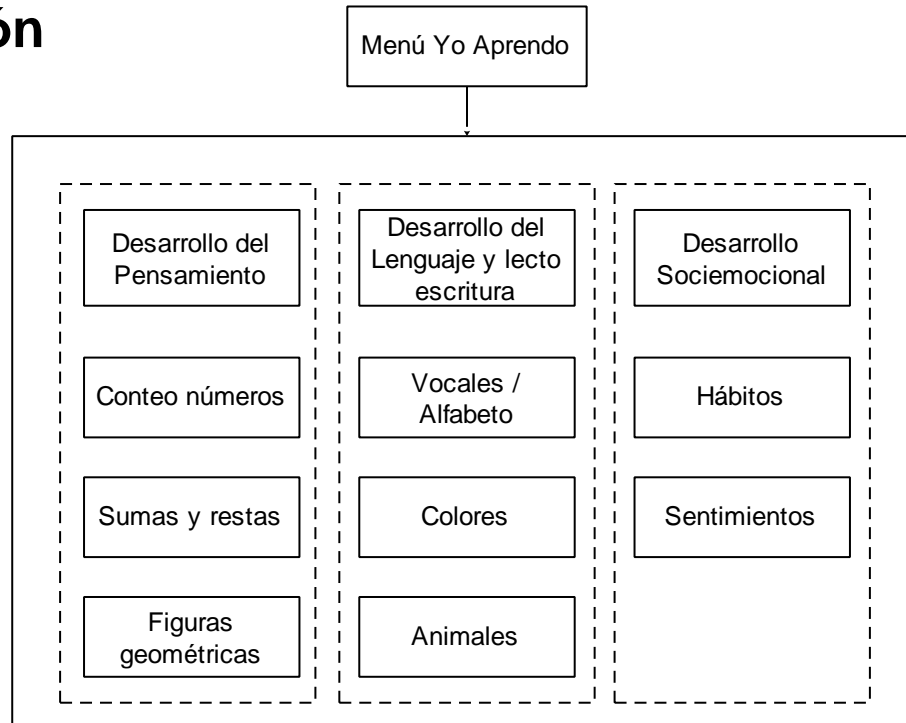 ón
Menú Yo Aprendo
Desarrollo del
Pensamiento
Conteo números
Sumas y restas
Figuras
geométricas
Desarrollo del
Lenguaje y lecto
escritura
Vocales /
Alfabeto
Colores
Animales
Desarrollo
Sociemocional
Hábitos
Sentimientos